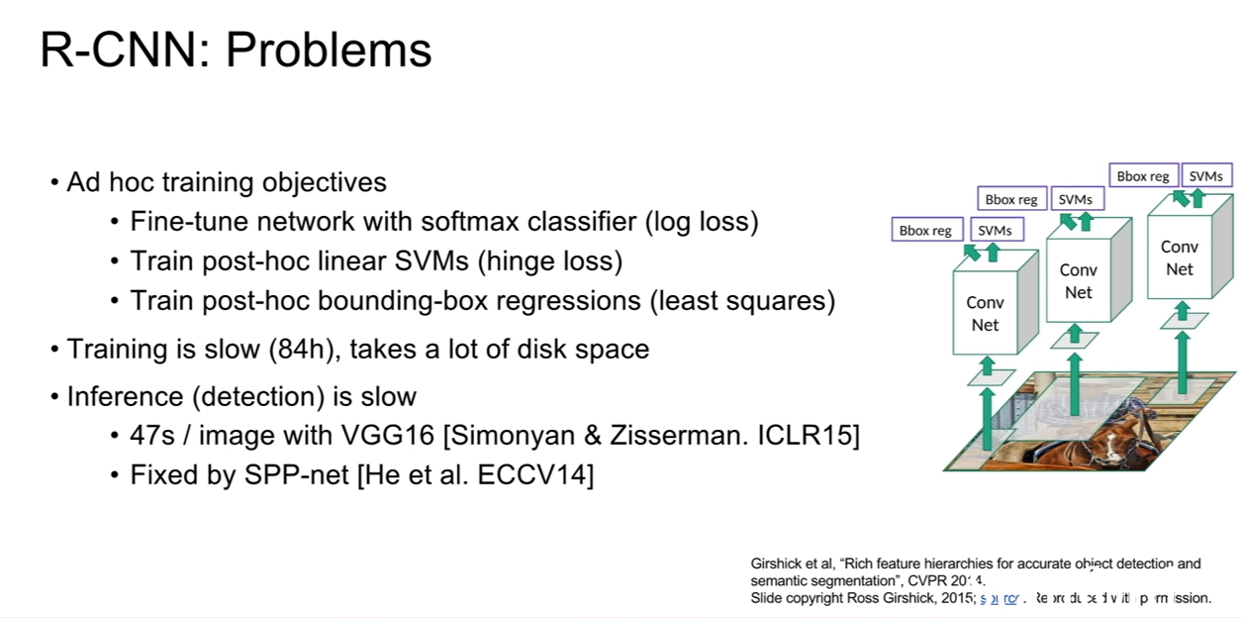 R-CNN: Problems
• Ad hoc training objectives
• Fine-tune network with softmax classifier (log loss)
• Train post-hoc linear SVMs (hinge loss)
• Train post-hoc bounding-box regressions (least squares)
• Training is slow (84h), takes a lot of disk space
• Inference (detection) is slow
• 47s / image with VGG16 [Simonyan & Zisserman. ICLR15]
• Fixed by SPP-net [He et al. ECCV14]
Bbox reg SVMs
Bbox reg SVMs
Bbox reg SVMs
Conv
Net
Conv
Net
Conv
Net
Girshick et al, “Rich feature hierarchies for accurate object detection and
semantic segmentation”, CVPR 2014.
Slide copyright Ross Girshick, 2015;